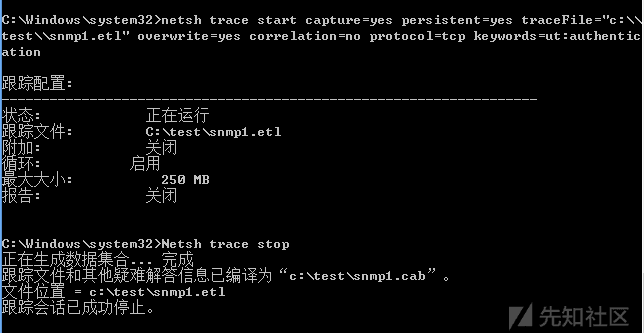 C:\Windows\system32>netsh trace start capture=yes persistent=yes traceFile="c:\\
test\\snmp1.etl" overwrite=yes correlation=no protocol=tcp keywords=ut:authentic
ation
跟踪配置:
-------------------------------------------------------------------
状态: 正在运行
跟踪文件: C:\test\snmp1.etl
附加: 关闭
循环: 启用
最大大小: 250 MB
报告: 关闭
C:\Windows\system32>Netsh trace stop
正在生成数据集合... 完成
跟踪文件和其他疑难解答信息已编译为“c:\test\snmp1.cab”。
文件位置 = c:\test\snmp1.etl
跟踪会话已成功停止。
先知社区